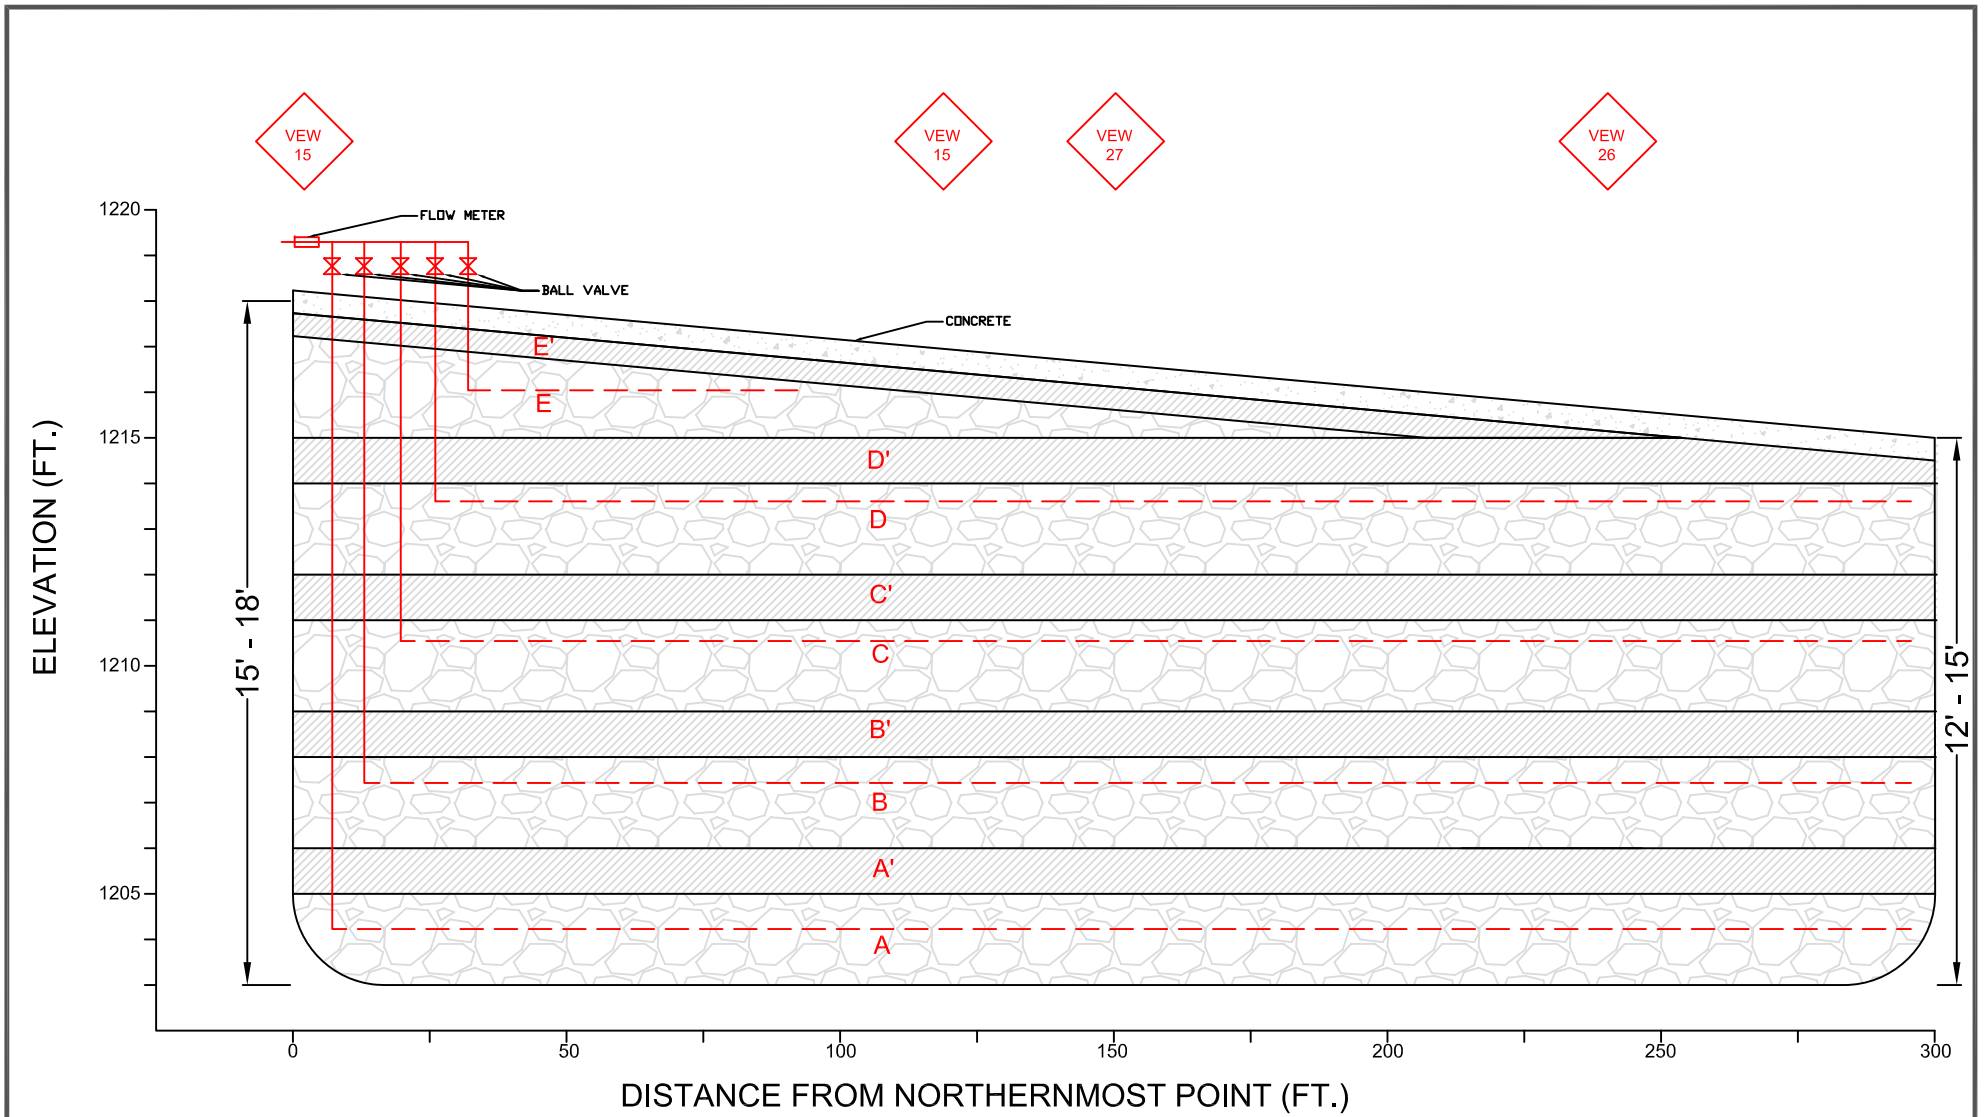 VEW
15
VEW
15
VEW
27
VEW
26
1220
FLOW METER
BALL VALVE
CONCRETE
E'
E
1215
D'
D
C'
15' - 18'
C
1210
12' - 15'
B'
B
A'
1205
A
ELEVATION (FT.)
0
50
100
150
200
250
300
DISTANCE FROM NORTHERNMOST POINT (FT.)